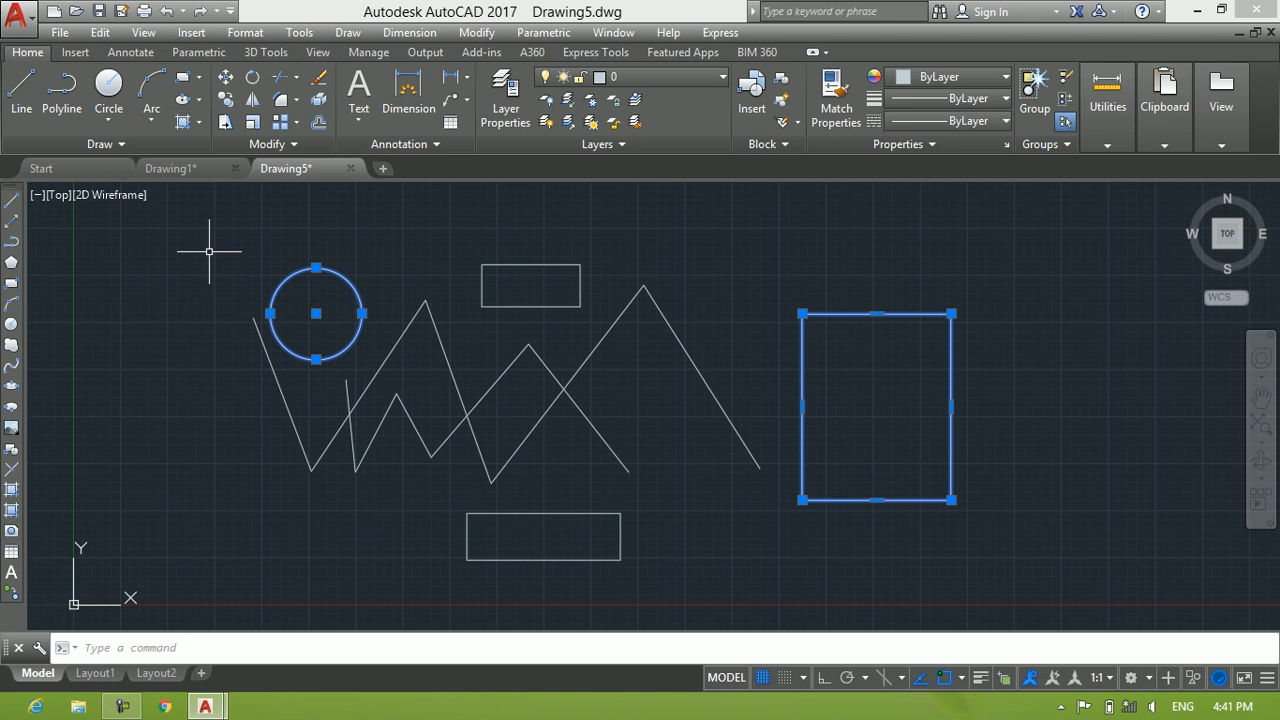 Autodesk AutoCAD 2017 Drawing5.dwg
Type a keyword or phrase
Sign In
File Edit View Insert Format Tools Draw Dimension Modify Parametric Window Help Express
Home Insert Annotate Parametric 3D Tools View Manage Output Add-ins A360 Express Tools Featured Apps BIM 360
Line Polyline Circle Arc
Text Dimension
Layer Properties
0
Insert
Match Properties
ByLayer
ByLayer
ByLayer
Group
Utilities
Clipboard
View
Draw Modify Annotation Layers Block Properties Groups
Start Drawing1* Drawing5*
[−][Top][2D Wireframe]
N
W TOP E
S
WCS
Y
X
Type a command
Model Layout1 Layout2
MODEL 1:1
ENG 4:41 PM